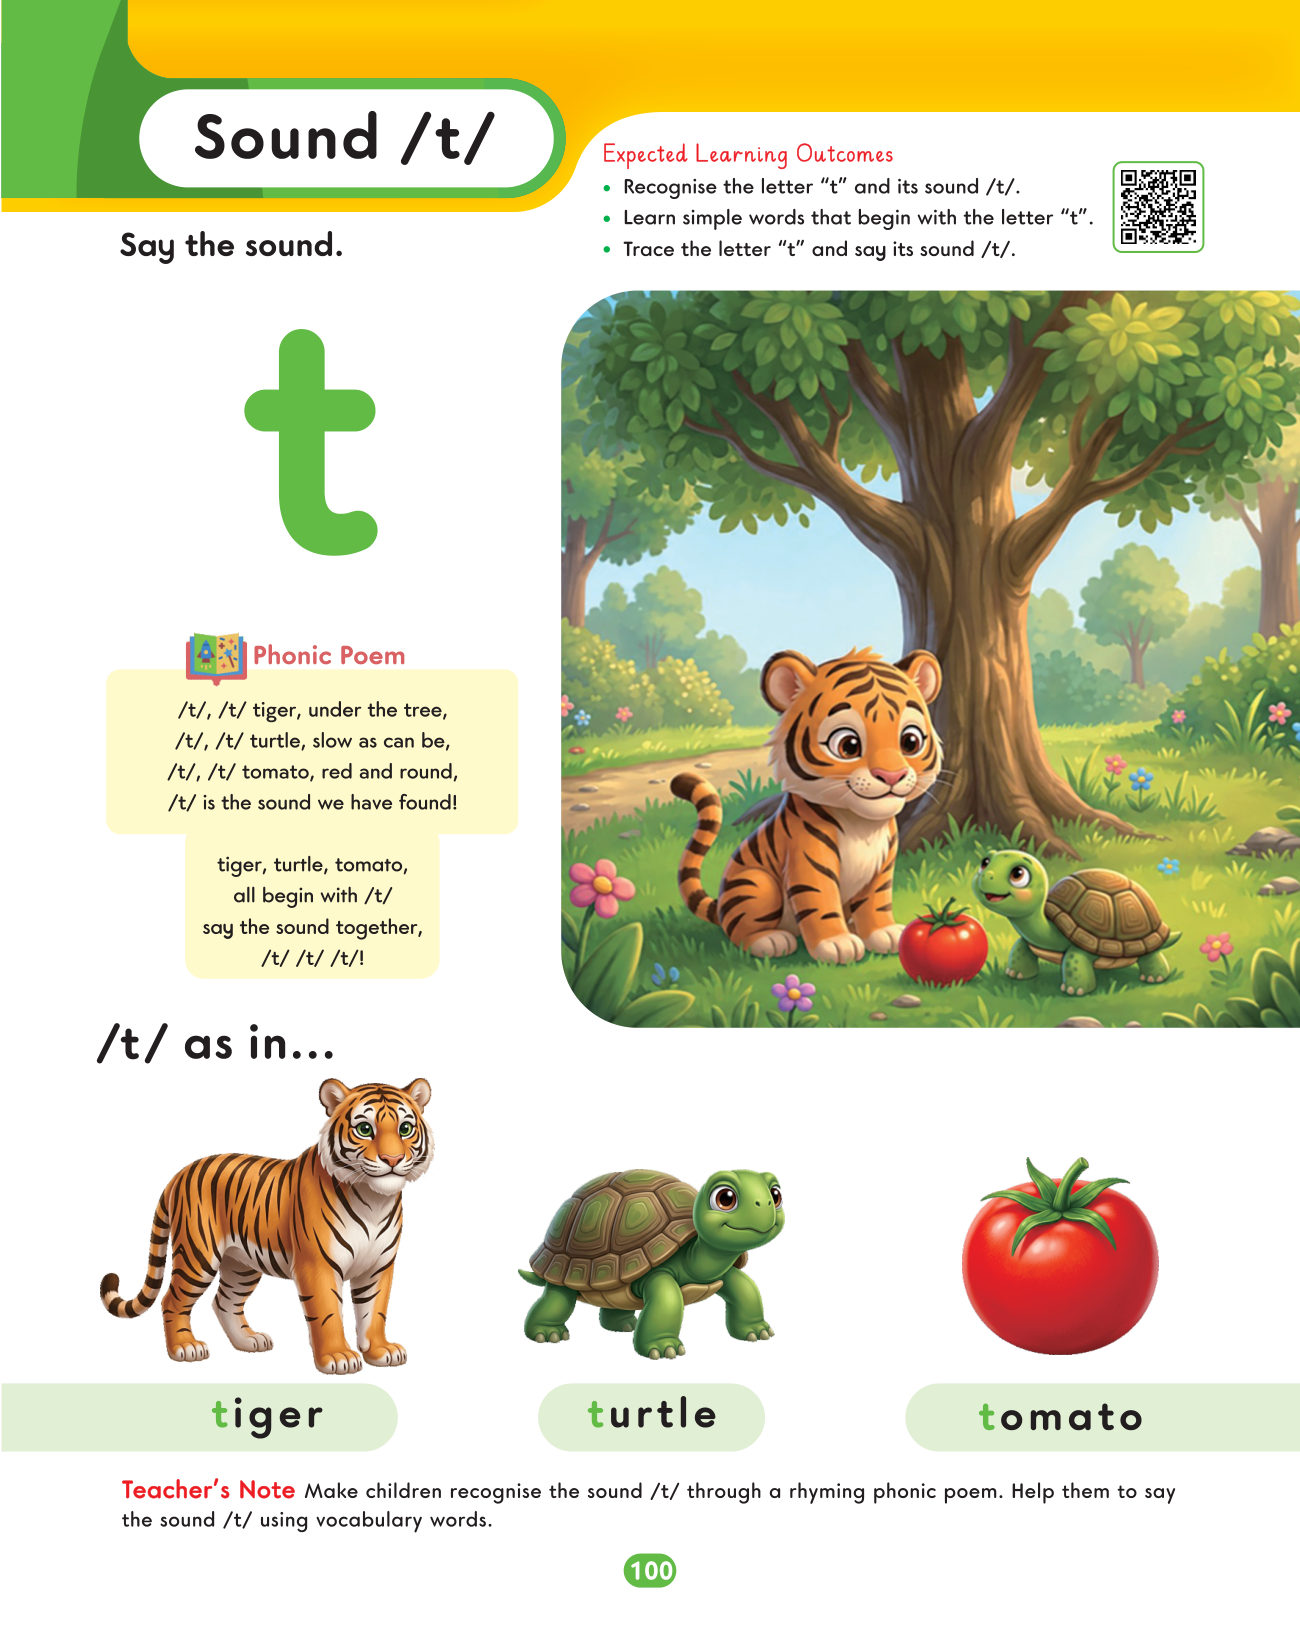 Sound /t/
Expected Learning Outcomes
• Recognise the letter “t” and its sound /t/.
• Learn simple words that begin with the letter “t”.
• Trace the letter “t” and say its sound /t/.
Say the sound.
t
Phonic Poem
/t/, /t/ tiger, under the tree,
/t/, /t/ turtle, slow as can be,
/t/, /t/ tomato, red and round,
/t/ is the sound we have found!
tiger, turtle, tomato,
all begin with /t/
say the sound together,
/t/ /t/ /t/!
/t/ as in...
tiger
turtle
tomato
Teacher’s Note Make children recognise the sound /t/ through a rhyming phonic poem. Help them to say
the sound /t/ using vocabulary words.
100